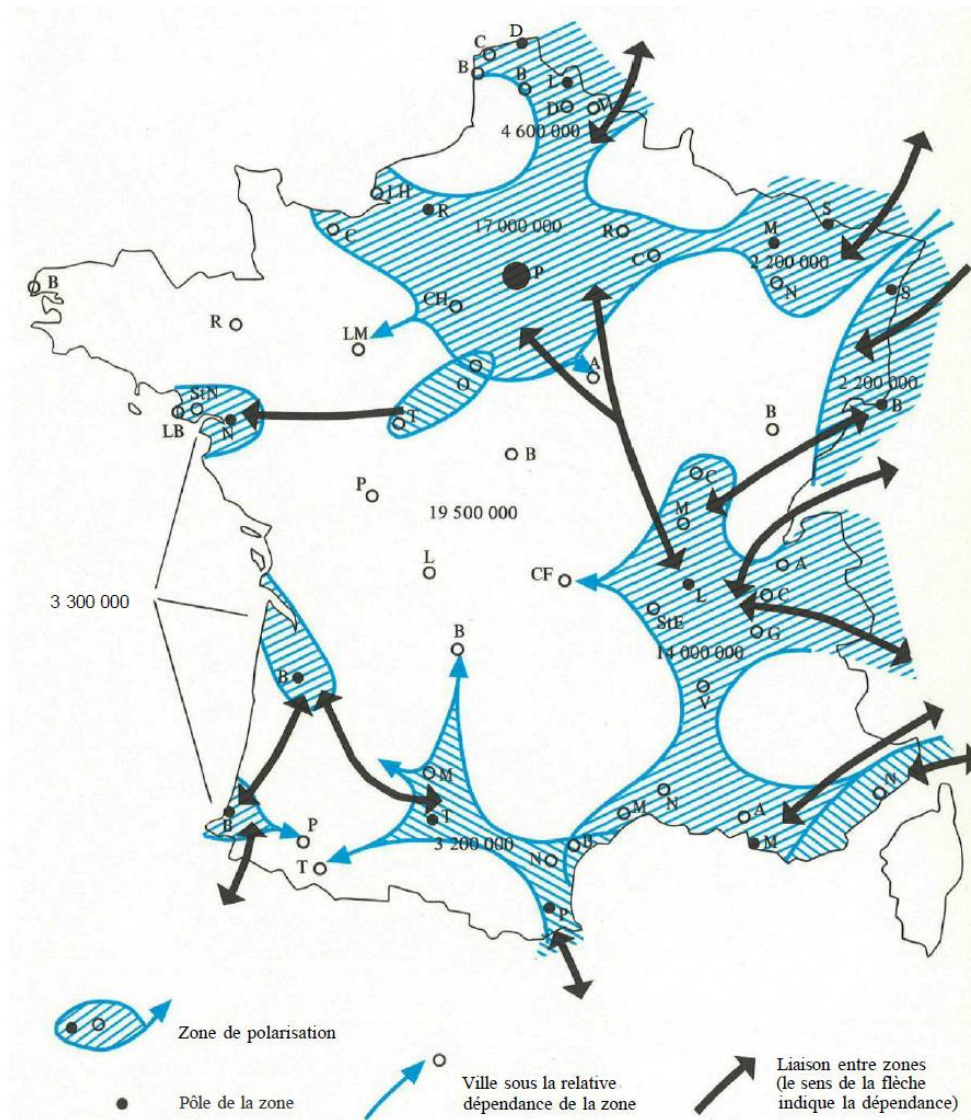 D
C
B
B
L
D
V
4 600 000
LH
R
C
17 000 000
R
C
M
S
2 200 000
N
S
P
B
R
CH
LM
O
A
2 200 000
B
StN
LB
N
T
B
B
C
P
19 500 000
M
A
L
CF
L
C
StE
G
3 300 000
14 000 000
B
B
V
M
N
M
A
N
B
P
T
B
M
T
3 200 000
N
P
Zone de polarisation
Pôle de la zone
Ville sous la relative
dépendance de la zone
Liaison entre zones
(le sens de la flèche
indique la dépendance)